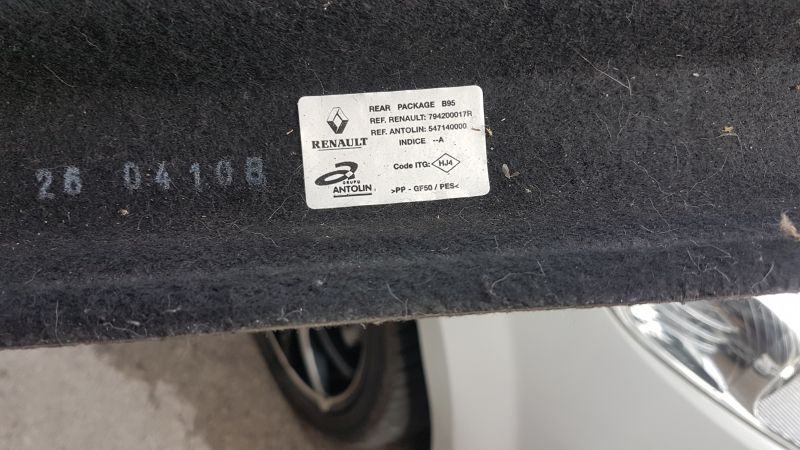 REAR PACKAGE B95
REF. RENAULT: 794200017R
REF. ANTOLIN: 547140000
INDICE --A
RENAULT
Code ITG: HJ4
GRUPO
ANTOLIN
>PP - GF50 / PES<
26 04108